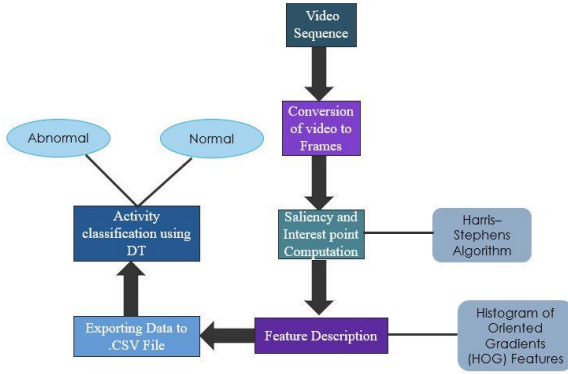 Video
Sequence
Conversion
of video to
Frames
Abnormal
Normal
Activity
classification using
DT
Saliency and
Interest point
Computation
Harris–
Stephens
Algorithm
Exporting Data to
.CSV File
Feature Description
Histogram of
Oriented
Gradients
(HOG) Features